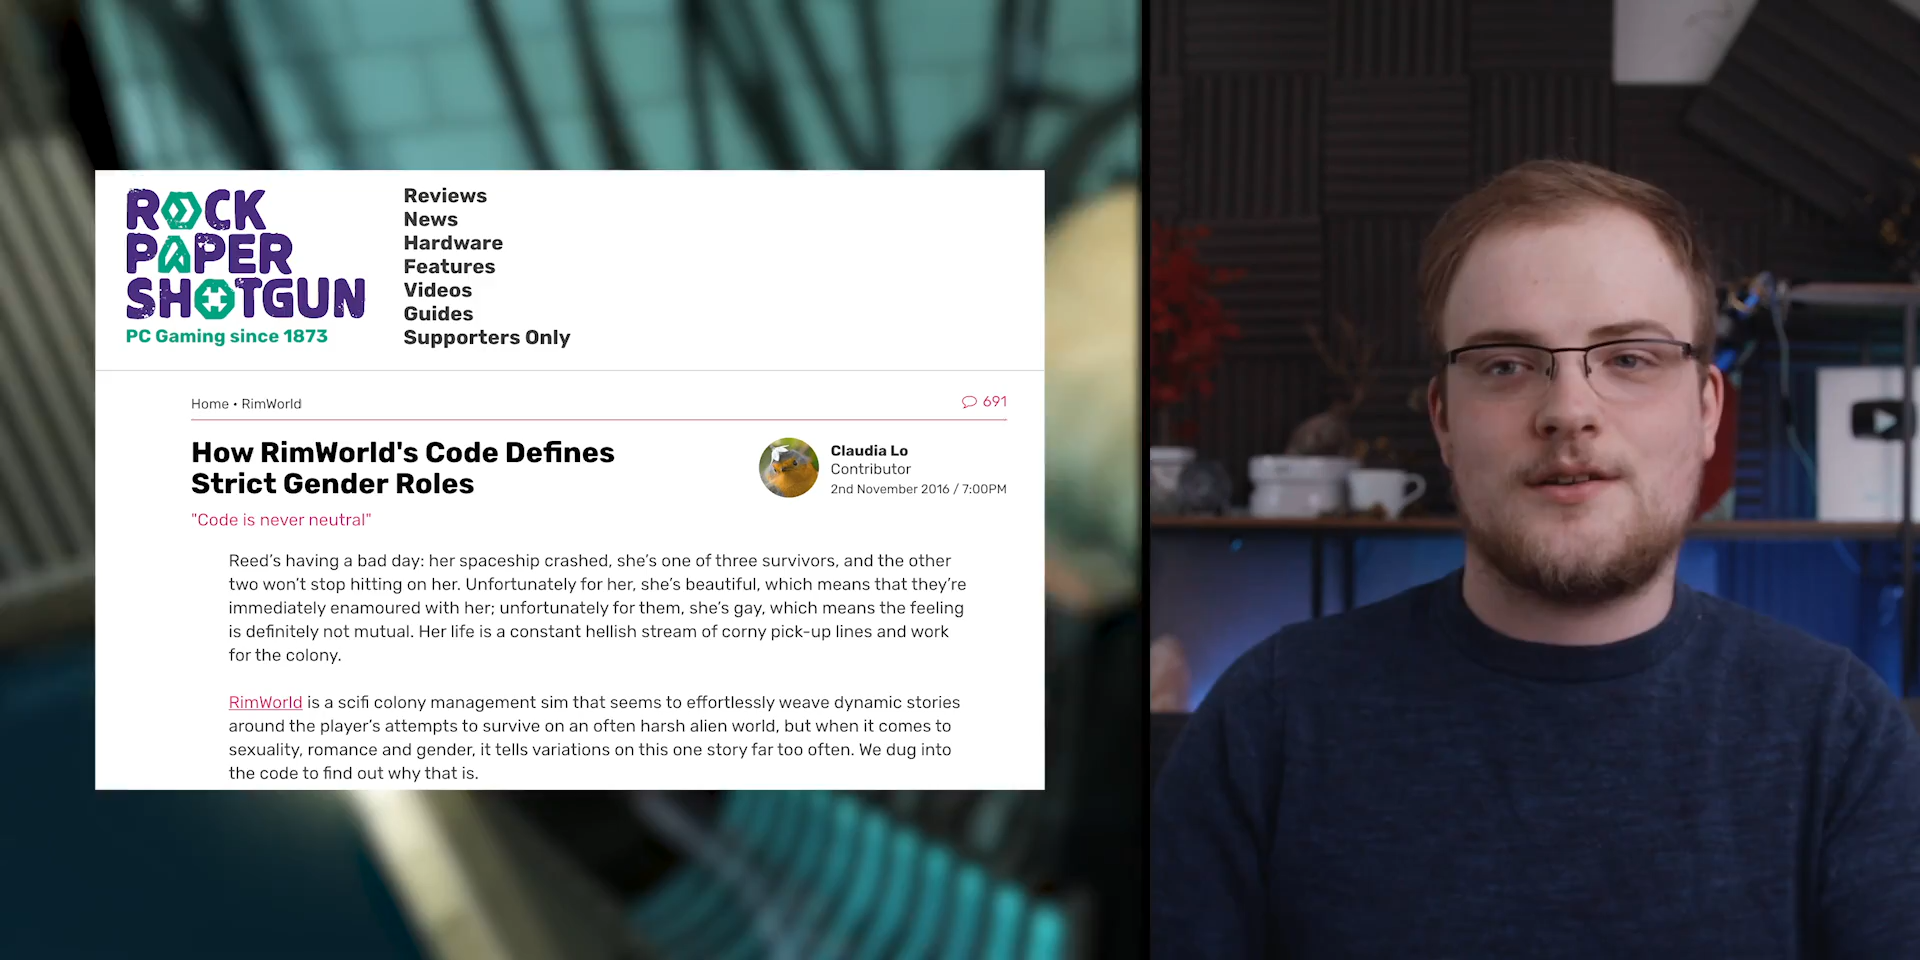 ROCK
PAPER
SHOTGUN
PC Gaming since 1873
Reviews
News
Hardware
Features
Videos
Guides
Supporters Only
Home • RimWorld
691
How RimWorld's Code Defines
Strict Gender Roles
Claudia Lo
Contributor
2nd November 2016 / 7:00PM
"Code is never neutral"
Reed's having a bad day: her spaceship crashed, she's one of three survivors, and the other
two won't stop hitting on her. Unfortunately for her, she's beautiful, which means that they're
immediately enamoured with her; unfortunately for them, she's gay, which means the feeling
is definitely not mutual. Her life is a constant hellish stream of corny pick-up lines and work
for the colony.
RimWorld is a scifi colony management sim that seems to effortlessly weave dynamic stories
around the player's attempts to survive on an often harsh alien world, but when it comes to
sexuality, romance and gender, it tells variations on this one story far too often. We dug into
the code to find out why that is.